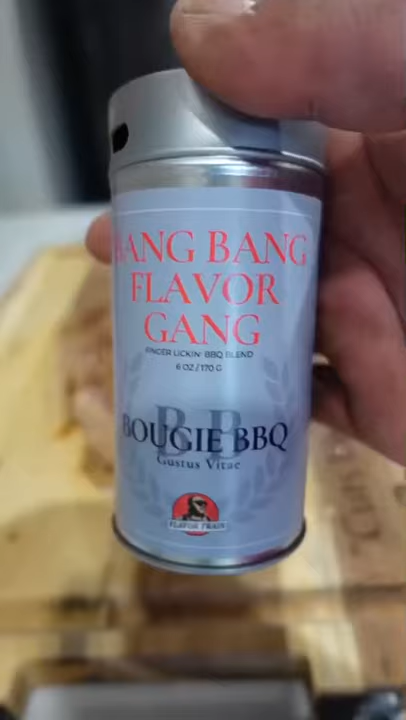 BANG BANG
FLAVOR
GANG
FINGER LICKIN' BBQ BLEND
6 OZ / 170 G
BB
BOUGIE BBQ
Gustus Vitae
FLAVOR TRAIN